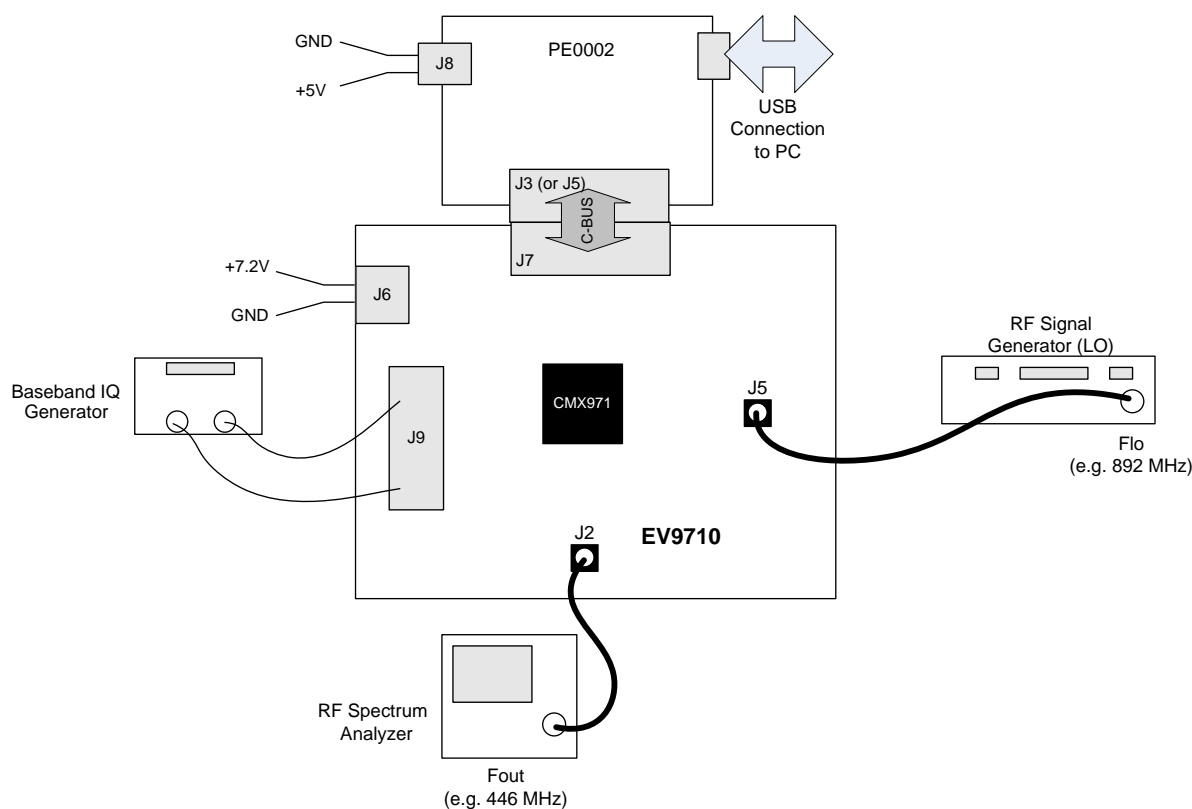 GND
+5V
J8
PE0002
USB
Connection
to PC
J3 (or J5)
C-BUS
J7
+7.2V
GND
J6
Baseband IQ
Generator
J9
CMX971
J5
RF Signal
Generator (LO)
Flo
(e.g. 892 MHz)
J2
EV9710
RF Spectrum
Analyzer
Fout
(e.g. 446 MHz)